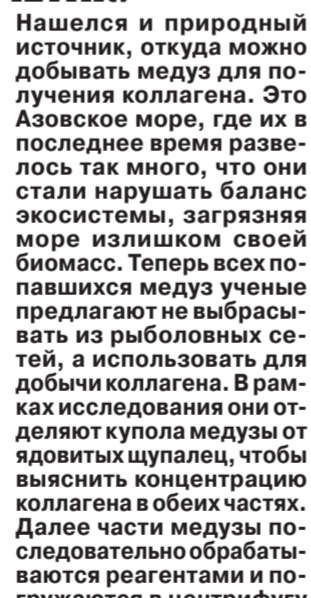 Нашелся и природный
источник, откуда можно
добывать медуз для по-
лучения коллагена. Это
Азовское море, где их в
последнее время разве-
лось так много, что они
стали нарушать баланс
экосистемы, загрязняя
море излишком своей
биомасс. Теперь всех по-
павшихся медуз ученые
предлагают не выбрасы-
вать из рыболовных се-
тей, а использовать для
добычи коллагена. В рам-
ках исследования они от-
деляют купола медузы от
ядовитых щупалец, чтобы
выяснить концентрацию
коллагена в обеих частях.
Далее части медузы по-
следовательно обрабаты-
ваются реагентами и по-
гружаются в центрифугу